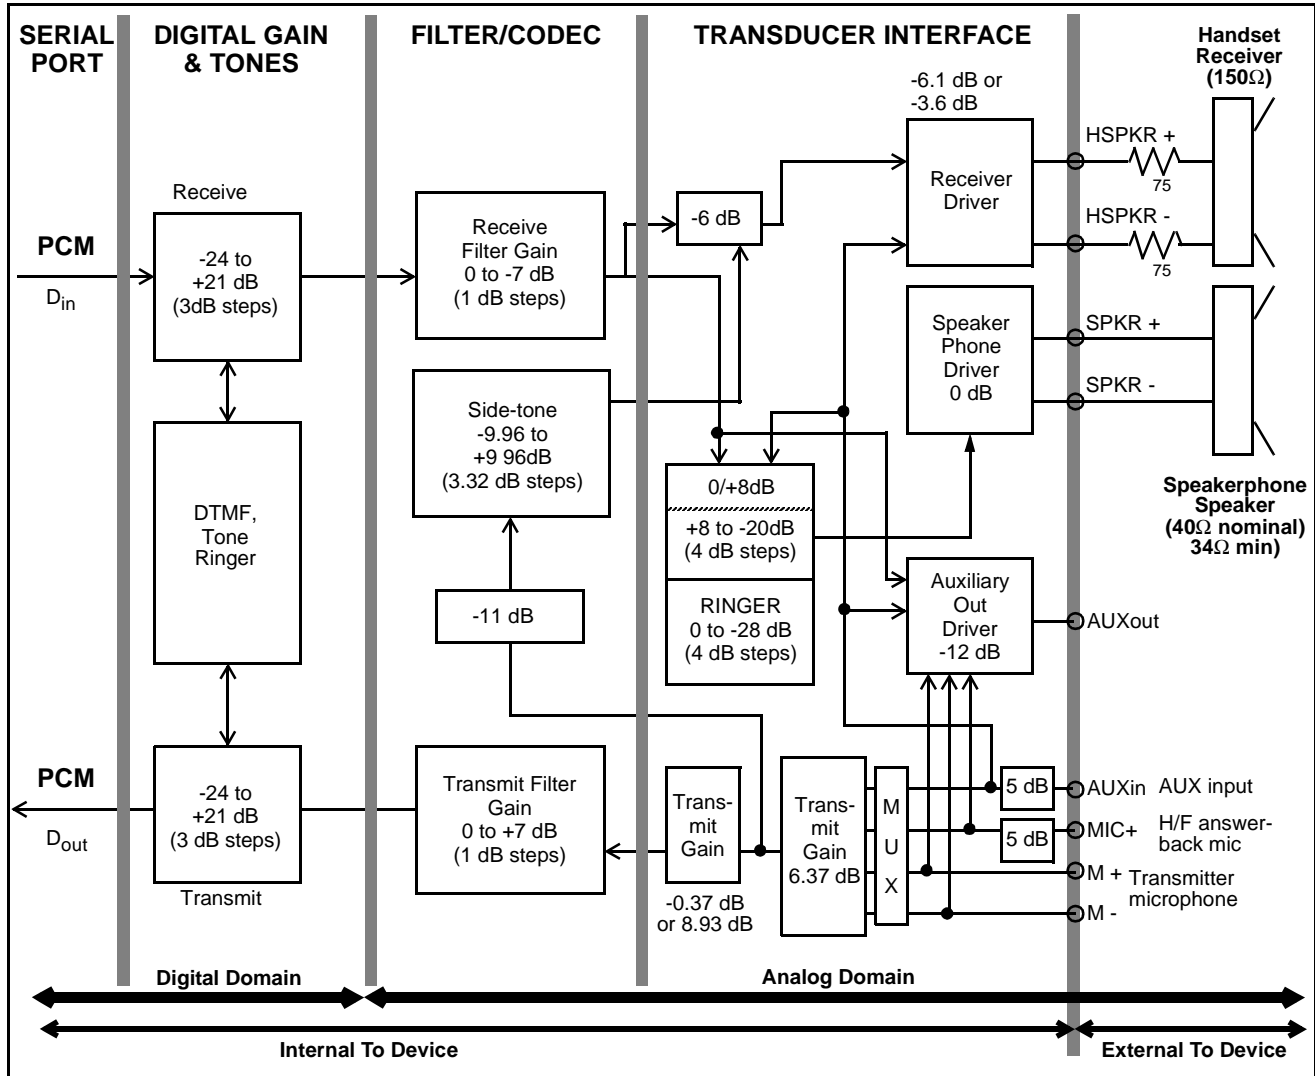 SERIAL
PORT
DIGITAL GAIN
& TONES
FILTER/CODEC
TRANSDUCER INTERFACE
Handset
Receiver
(150Ω)
-6.1 dB or
-3.6 dB
HSPKR +
75
Receiver
Driver
HSPKR -
75
Receive
PCM
Din
-24 to
+21 dB
(3dB steps)
Receive
Filter Gain
0 to -7 dB
(1 dB steps)
-6 dB
Speaker
Phone
Driver
0 dB
SPKR +
SPKR -
Side-tone
-9.96 to
+9 96dB
(3.32 dB steps)
DTMF,
Tone
Ringer
0/+8dB
+8 to -20dB
(4 dB steps)
RINGER
0 to -28 dB
(4 dB steps)
Speakerphone
Speaker
(40Ω nominal)
34Ω min)
-11 dB
Auxiliary
Out
Driver
-12 dB
AUXout
PCM
Dout
-24 to
+21 dB
(3 dB steps)
Transmit
Transmit Filter
Gain
0 to +7 dB
(1 dB steps)
Trans-
mit
Gain
-0.37 dB
or 8.93 dB
Trans-
mit
Gain
6.37 dB
M
U
X
5 dB
AUXin
AUX input
5 dB
MIC+
H/F answer-
back mic
M +
Transmitter
microphone
M -
Digital Domain
Analog Domain
Internal To Device
External To Device